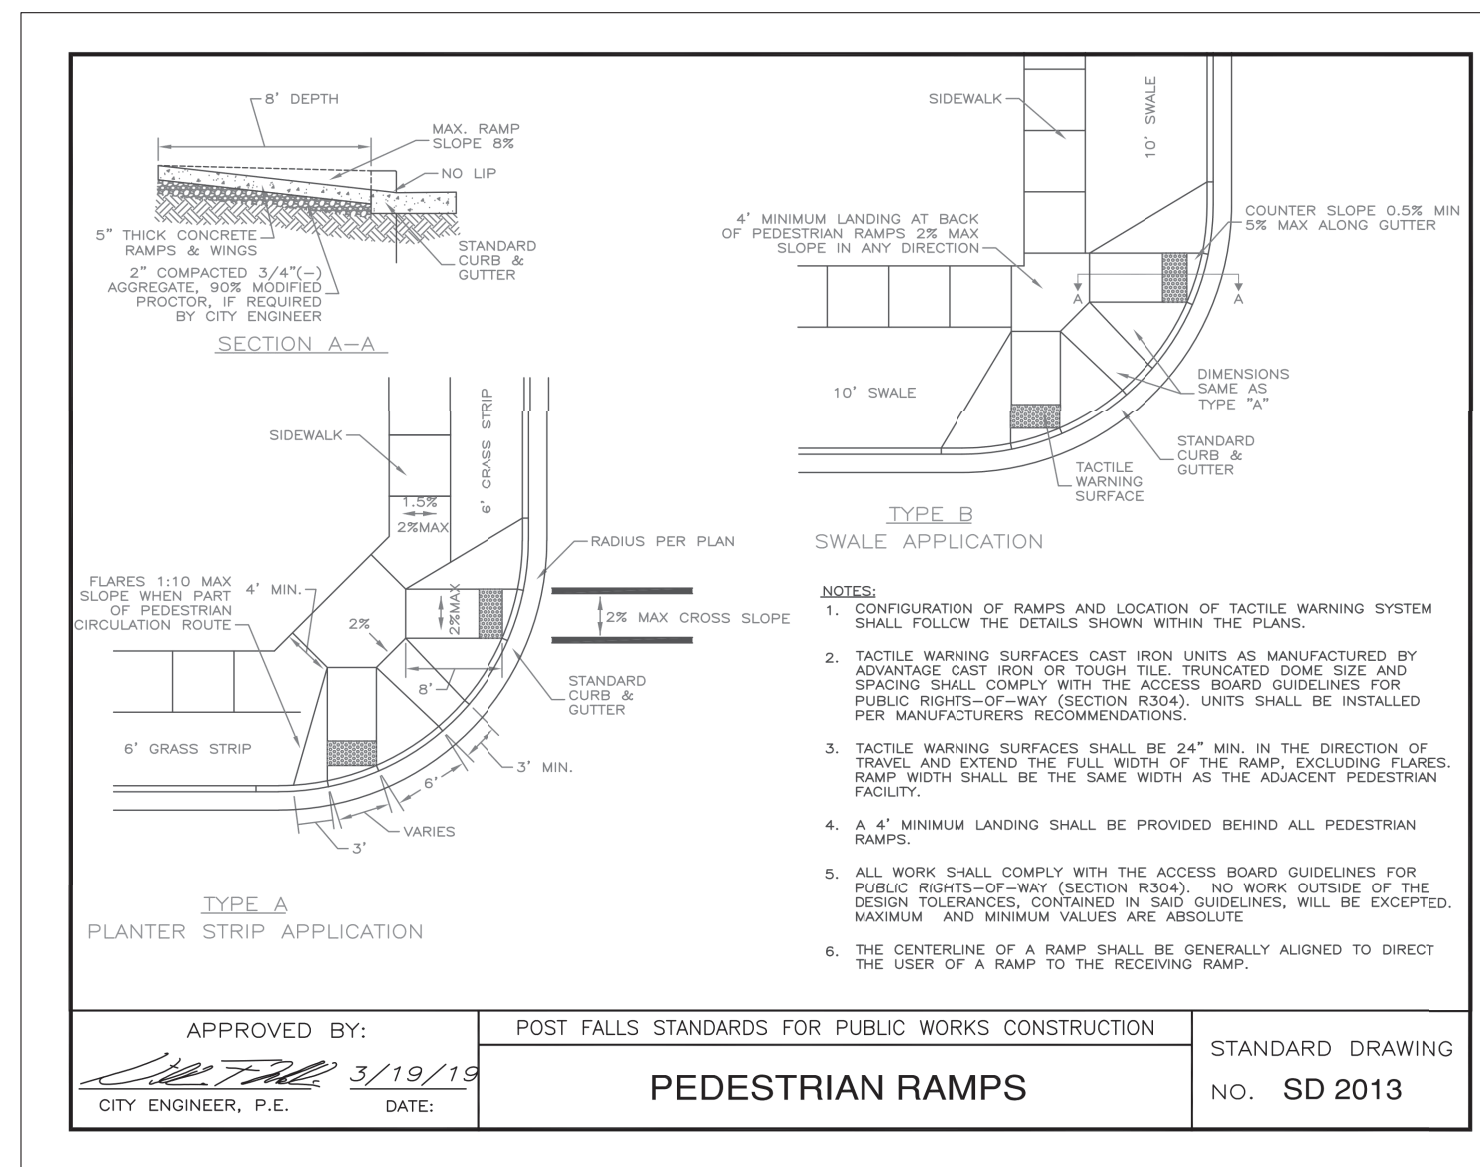 8' DEPTH
MAX. RAMP
SLOPE 8%
NO LIP
5" THICK CONCRETE
RAMPS & WINGS
2" COMPACTED 3/4"(-)
AGGREGATE, 90% MODIFIED
PROCTOR, IF REQUIRED
BY CITY ENGINEER
STANDARD
CURB &
GUTTER
SECTION A-A
SIDEWALK
10' SWALE
4' MINIMUM LANDING AT BACK
OF PEDESTRIAN RAMPS 2% MAX
SLOPE IN ANY DIRECTION
COUNTER SLOPE 0.5% MIN
5% MAX ALONG GUTTER
A
A
10' SWALE
DIMENSIONS
SAME AS
TYPE "A"
STANDARD
CURB &
GUTTER
TACTILE
WARNING
SURFACE
TYPE B
SWALE APPLICATION
SIDEWALK
6' GRASS STRIP
1.5%
2%MAX
RADIUS PER PLAN
FLARES 1:10 MAX
SLOPE WHEN PART
OF PEDESTRIAN
CIRCULATION ROUTE
4' MIN.
2%
2%MAX
2% MAX CROSS SLOPE
8'
STANDARD
CURB &
GUTTER
6' GRASS STRIP
3' MIN.
6'
VARIES
3'
TYPE A
PLANTER STRIP APPLICATION
NOTES:
1. CONFIGURATION OF RAMPS AND LOCATION OF TACTILE WARNING SYSTEM
SHALL FOLLOW THE DETAILS SHOWN WITHIN THE PLANS.
2. TACTILE WARNING SURFACES CAST IRON UNITS AS MANUFACTURED BY
ADVANTAGE CAST IRON OR TOUGH TILE. TRUNCATED DOME SIZE AND
SPACING SHALL COMPLY WITH THE ACCESS BOARD GUIDELINES FOR
PUBLIC RIGHTS-OF-WAY (SECTION R304). UNITS SHALL BE INSTALLED
PER MANUFACTURERS RECOMMENDATIONS.
3. TACTILE WARNING SURFACES SHALL BE 24" MIN. IN THE DIRECTION OF
TRAVEL AND EXTEND THE FULL WIDTH OF THE RAMP, EXCLUDING FLARES.
RAMP WIDTH SHALL BE THE SAME WIDTH AS THE ADJACENT PEDESTRIAN
FACILITY.
4. A 4' MINIMUM LANDING SHALL BE PROVIDED BEHIND ALL PEDESTRIAN
RAMPS.
5. ALL WORK SHALL COMPLY WITH THE ACCESS BOARD GUIDELINES FOR
PUBLIC RIGHTS-OF-WAY (SECTION R304). NO WORK OUTSIDE OF THE
DESIGN TOLERANCES, CONTAINED IN SAID GUIDELINES, WILL BE EXCEPTED.
MAXIMUM AND MINIMUM VALUES ARE ABSOLUTE
6. THE CENTERLINE OF A RAMP SHALL BE GENERALLY ALIGNED TO DIRECT
THE USER OF A RAMP TO THE RECEIVING RAMP.
APPROVED BY:
3/19/19
CITY ENGINEER, P.E.
DATE:
POST FALLS STANDARDS FOR PUBLIC WORKS CONSTRUCTION
PEDESTRIAN RAMPS
STANDARD DRAWING
NO. SD 2013